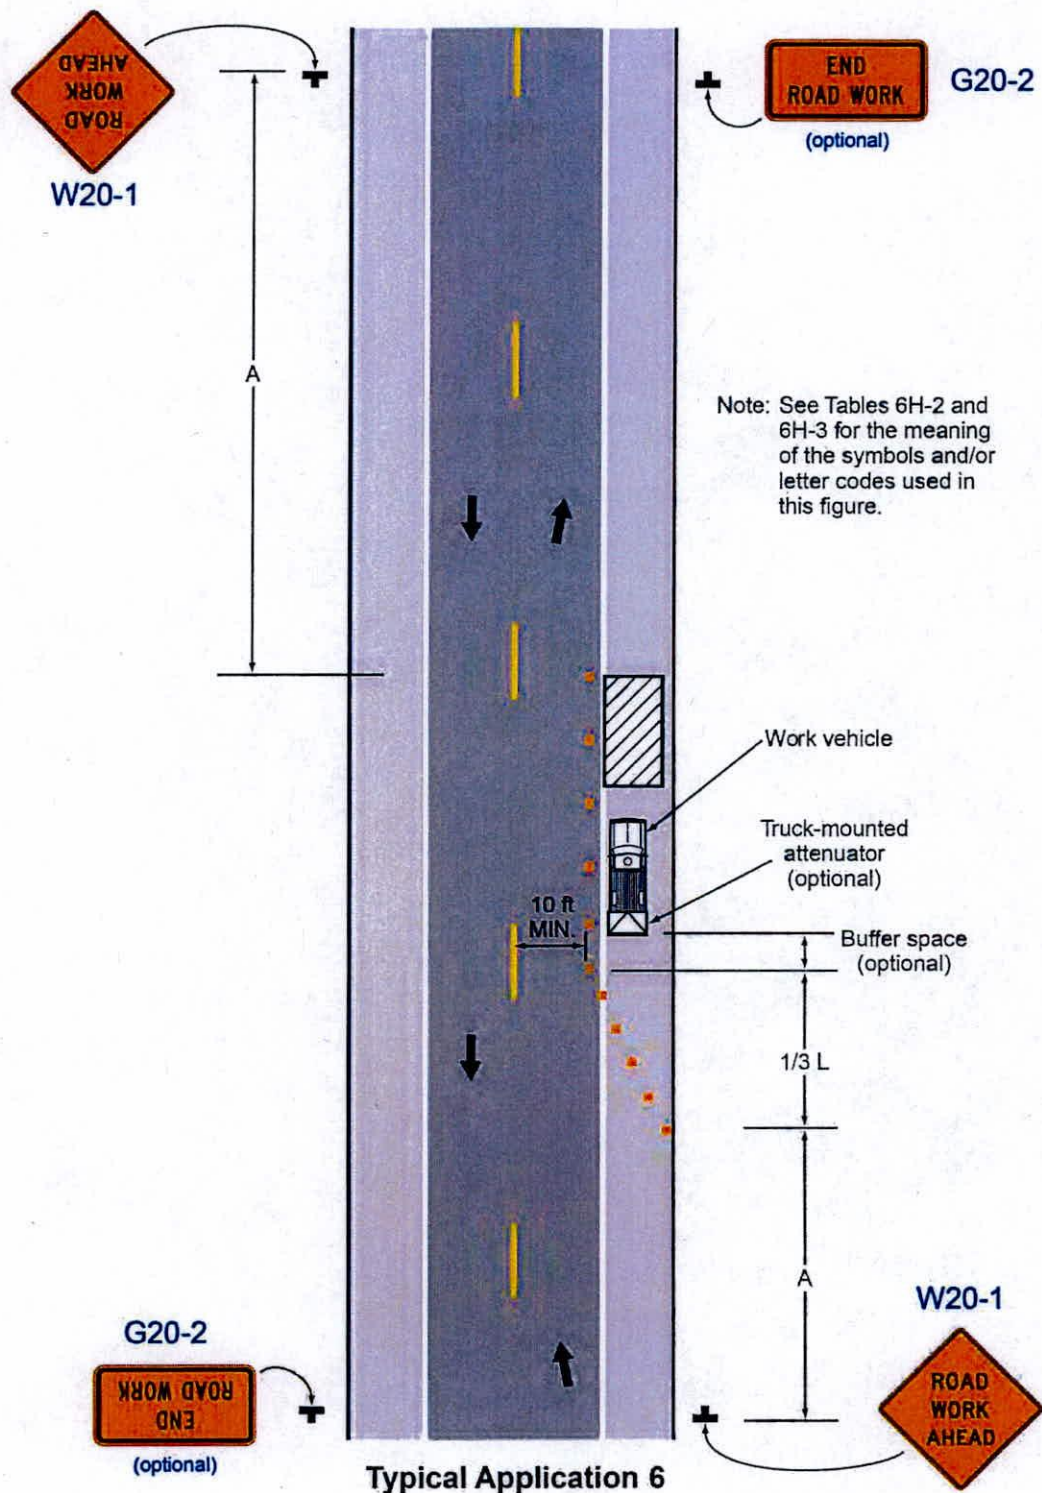 ROAD
WORK
AHEAD
W20-1
END
ROAD WORK
(optional)
G20-2
A
Note: See Tables 6H-2 and
6H-3 for the meaning
of the symbols and/or
letter codes used in
this figure.
Work vehicle
Truck-mounted
attenuator
(optional)
10 ft
MIN.
Buffer space
(optional)
1/3 L
A
G20-2
END
ROAD WORK
(optional)
W20-1
ROAD
WORK
AHEAD
Typical Application 6